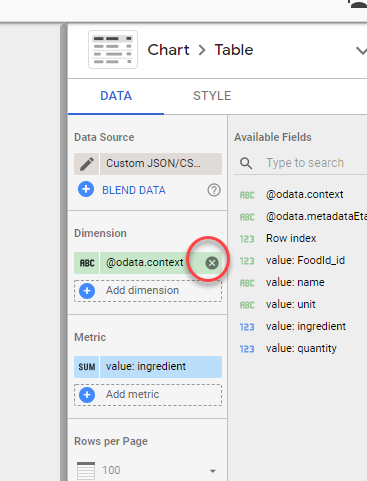 Chart > Table
DATA
STYLE
Data Source
Custom JSON/CS...
BLEND DATA
Dimension
ABC @odata.context
Add dimension
Metric
SUM value: ingredient
Add metric
Rows per Page
100
Available Fields
Type to search
ABC @odata.context
ABC @odata.metadataEta
123 Row index
123 value: FoodId_id
ABC value: name
ABC value: unit
123 value: ingredient
123 value: quantity